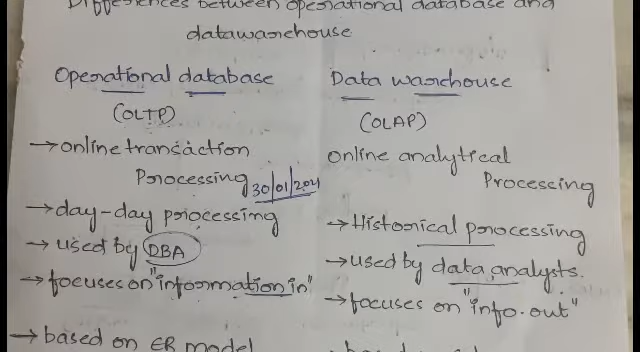 Differences between operational database and
datawarehouse
Operational database
(OLTP)
→ online transaction
Processing 30/01/2021
→ day-day processing
→ used by DBA
→ focuses on "information in"
→ based on ER model
Data warehouse
(OLAP)
Online analytical
Processing
→ Historical processing
→ used by data analysts.
→ focuses on "info.out"